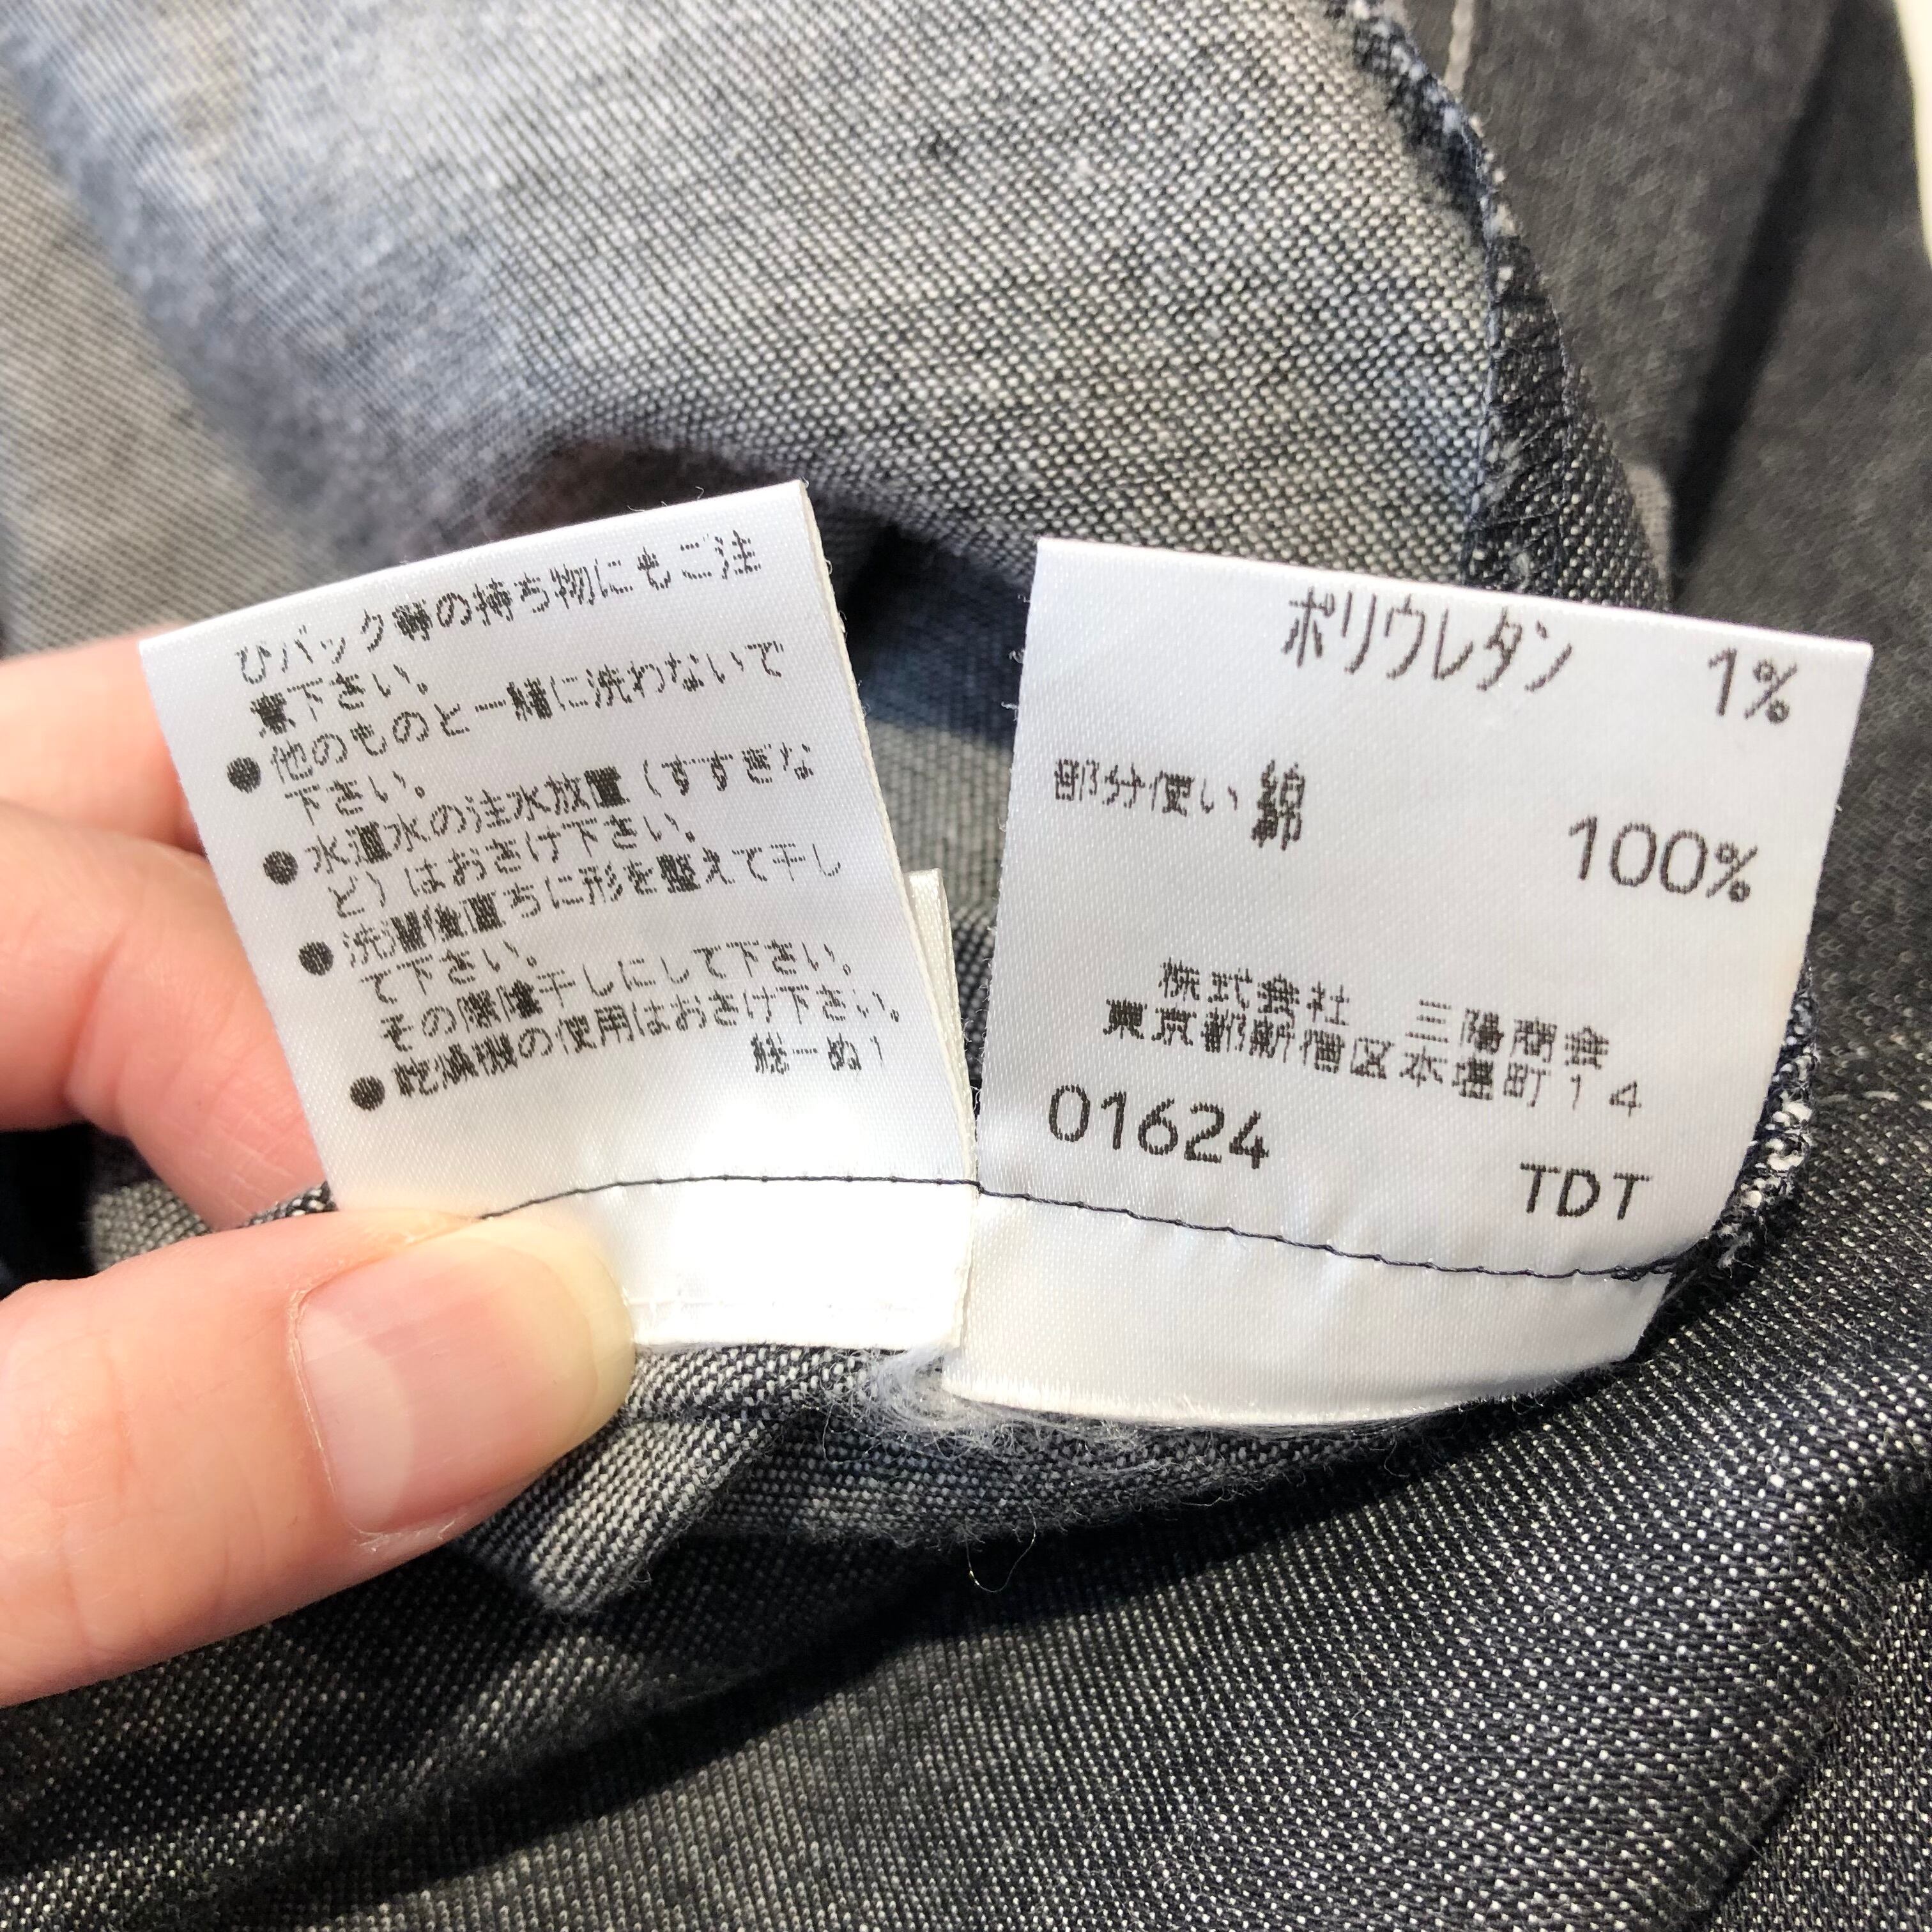 ひバック等の持ち物にもご注
意下さい。
●他のものと一緒に洗わないで
下さい。
●水道水の注水放置(すすぎな
ど)はおさけ下さい。
●洗濯後直ちに形を整えて干し
て下さい。
その際陰干しにして下さい。
●乾燥機の使用はおさけ下さい。
総ーぬ1
ポリウレタン 1%
部分使い 綿 100%
株式会社 三陽商会
東京都新宿区本塩町14
01624
TDT